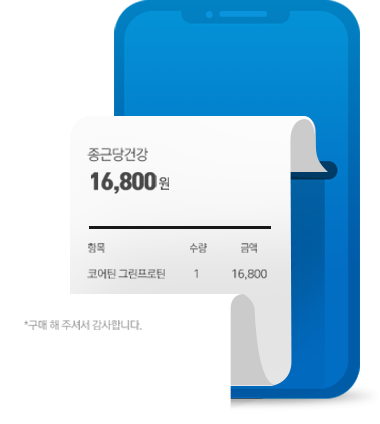 종근당건강
16,800원
항목 수량 금액
코어틴 그린프로틴 1 16,800
*구매 해 주셔서 감사합니다.